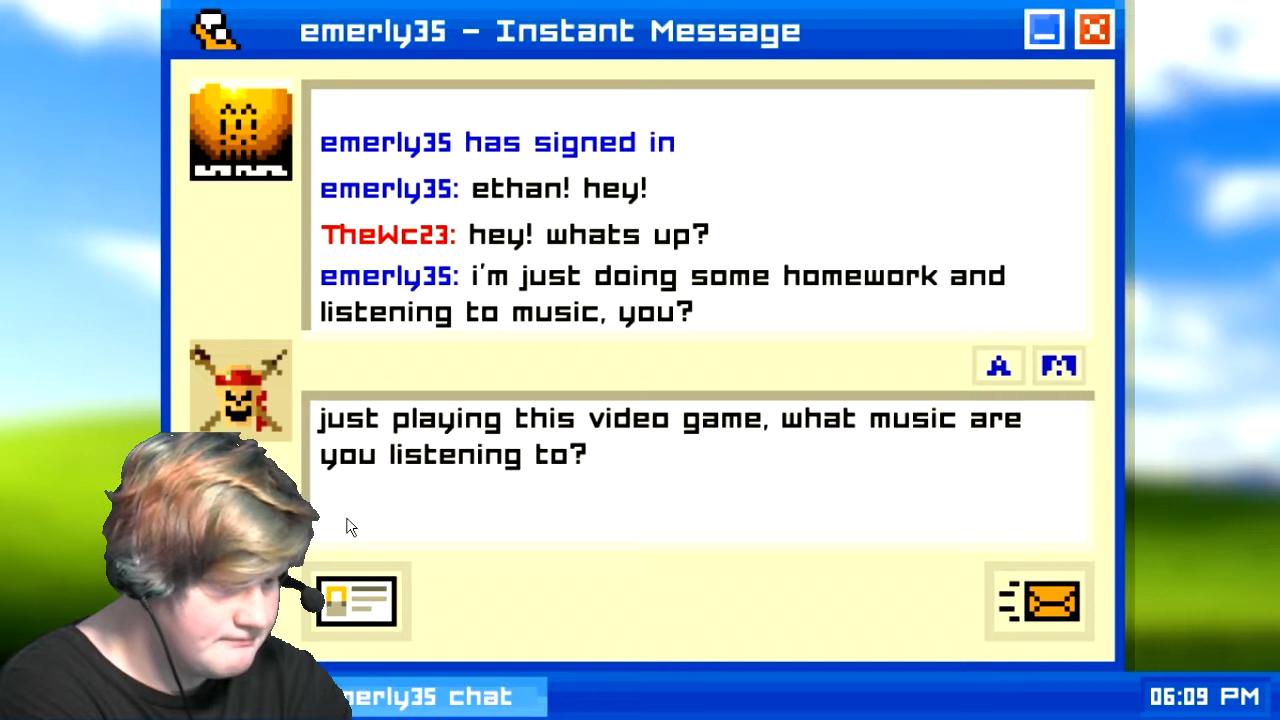 emerly35 - Instant Message
emerly35 has signed in
emerly35: ethan! hey!
TheWc23: hey! whats up?
emerly35: i'm just doing some homework and
listening to music, you?
A
just playing this video game, what music are
you listening to?
chat
06:09 PM